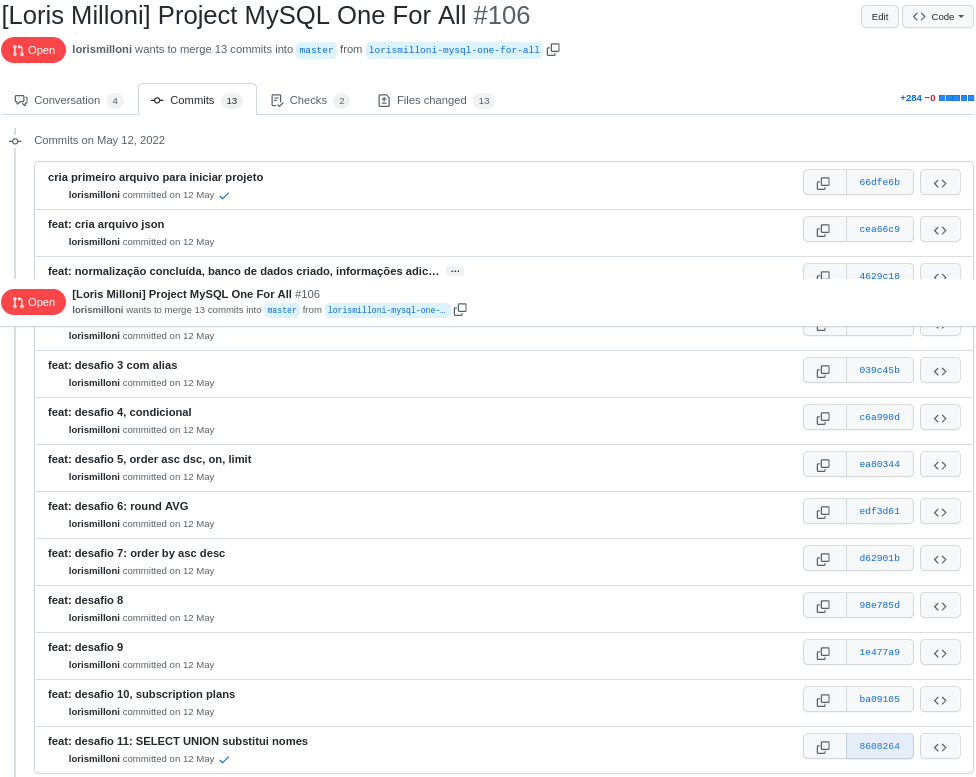 [Loris Milloni] Project MySQL One For All #106
Edit
Code
Open
lorismilloni wants to merge 13 commits into master from lorismilloni-mysql-one-for-all
Conversation 4
Commits 13
Checks 2
Files changed 13
+284 −0
Commits on May 12, 2022
cria primeiro arquivo para iniciar projeto
lorismilloni committed on 12 May
66dfe6b
feat: cria arquivo json
lorismilloni committed on 12 May
cea66c9
feat: normalização concluída, banco de dados criado, informações adic… …
4629c18
Open
[Loris Milloni] Project MySQL One For All #106
lorismilloni wants to merge 13 commits into master from lorismilloni-mysql-one-…
lorismilloni committed on 12 May
feat: desafio 3 com alias
lorismilloni committed on 12 May
039c45b
feat: desafio 4, condicional
lorismilloni committed on 12 May
c6a990d
feat: desafio 5, order asc dsc, on, limit
lorismilloni committed on 12 May
ea80344
feat: desafio 6: round AVG
lorismilloni committed on 12 May
edf3d61
feat: desafio 7: order by asc desc
lorismilloni committed on 12 May
d62901b
feat: desafio 8
lorismilloni committed on 12 May
98e785d
feat: desafio 9
lorismilloni committed on 12 May
1e477a9
feat: desafio 10, subscription plans
lorismilloni committed on 12 May
ba09105
feat: desafio 11: SELECT UNION substitui nomes
lorismilloni committed on 12 May
8608264